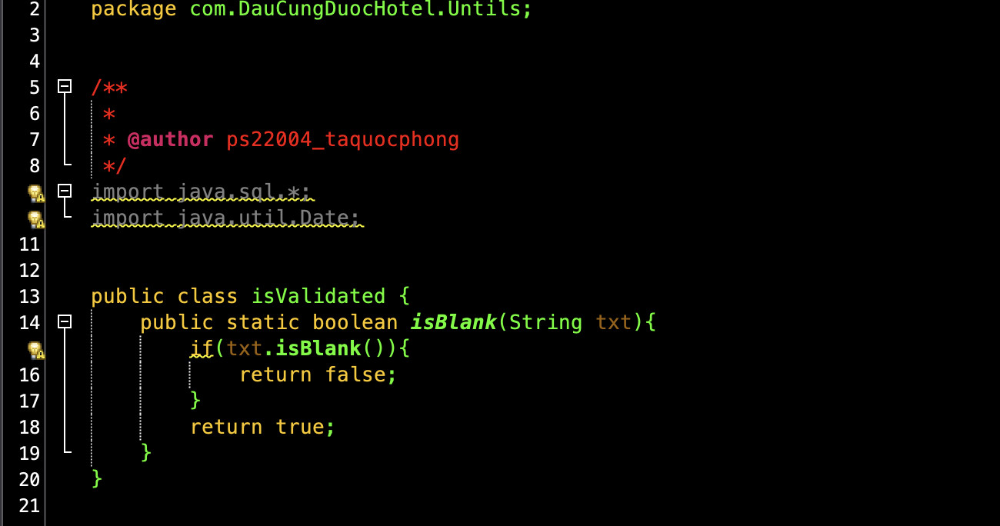 2 package com.DauCungDuocHotel.Untils;
3
4
5 /**
6 *
7 * @author ps22004_taquocphong
8 */
import java.sql.*;
import java.util.Date;
11
12
13 public class isValidated {
14 public static boolean isBlank(String txt){
if(txt.isBlank()){
16 return false;
17 }
18 return true;
19 }
20 }
21